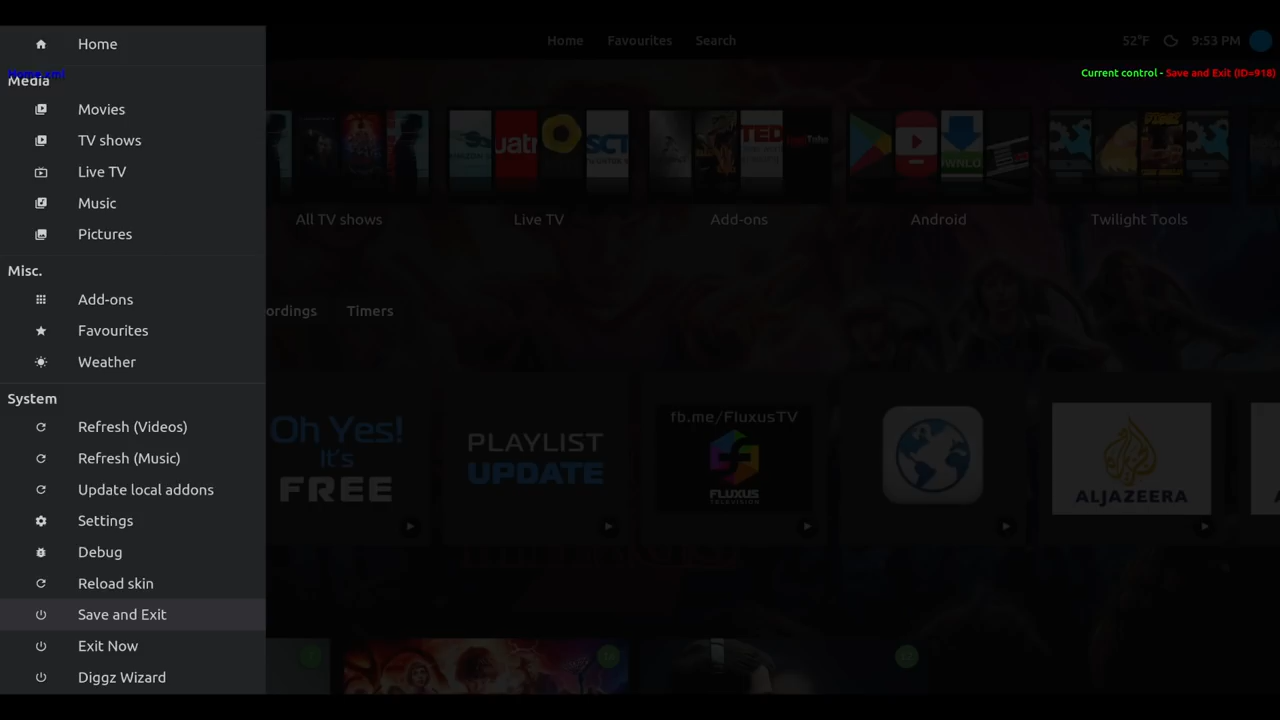 Home
Home Favourites Search
52°F 9:53 PM
Current control - Save and Exit (ID=918)
Media
Movies
TV shows
Live TV
Music
Pictures
All TV shows
Live TV
Add-ons
Android
Twilight Tools
TED
Misc.
Add-ons
Favourites
Weather
ordings Timers
System
Refresh (Videos)
Refresh (Music)
Update local addons
Settings
Debug
Reload skin
Save and Exit
Exit Now
Diggz Wizard
Oh Yes!
It's
FREE
PLAYLIST
UPDATE
fb.me/FluxusTV
FLUXUS
TELEVISION
ALJAZEERA